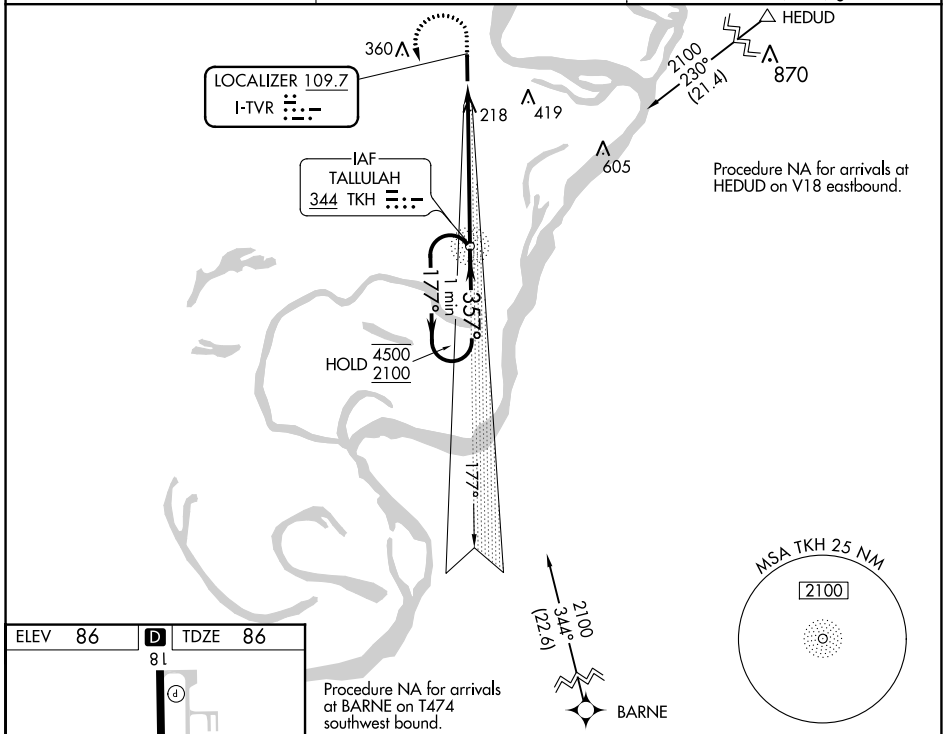 HEDUD
360
2100
230°
(21.4)
870
LOCALIZER 109.7
I-TVR
218
419
605
IAF
TALLULAH
344 TKH
Procedure NA for arrivals at
HEDUD on V18 eastbound.
1 min
177°
357°
HOLD
4500
2100
177°
MSA TKH 25 NM
2100
2100
344°
(22.6)
BARNE
ELEV 86
D
TDZE 86
18
P
Procedure NA for arrivals
at BARNE on T474
southwest bound.